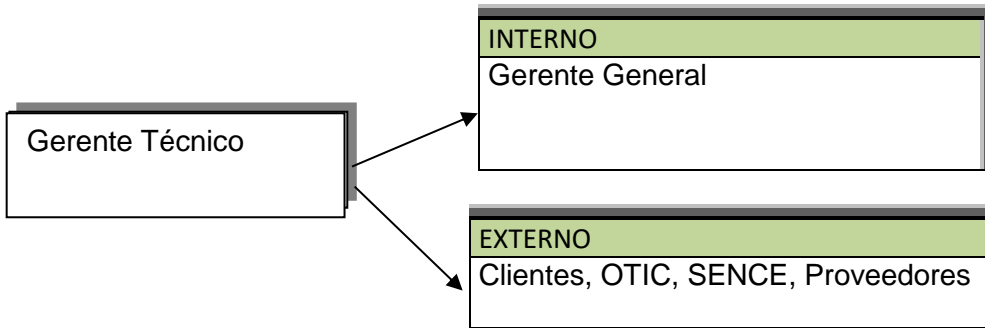 Gerente Técnico
INTERNO
Gerente General
EXTERNO
Clientes, OTIC, SENCE, Proveedores